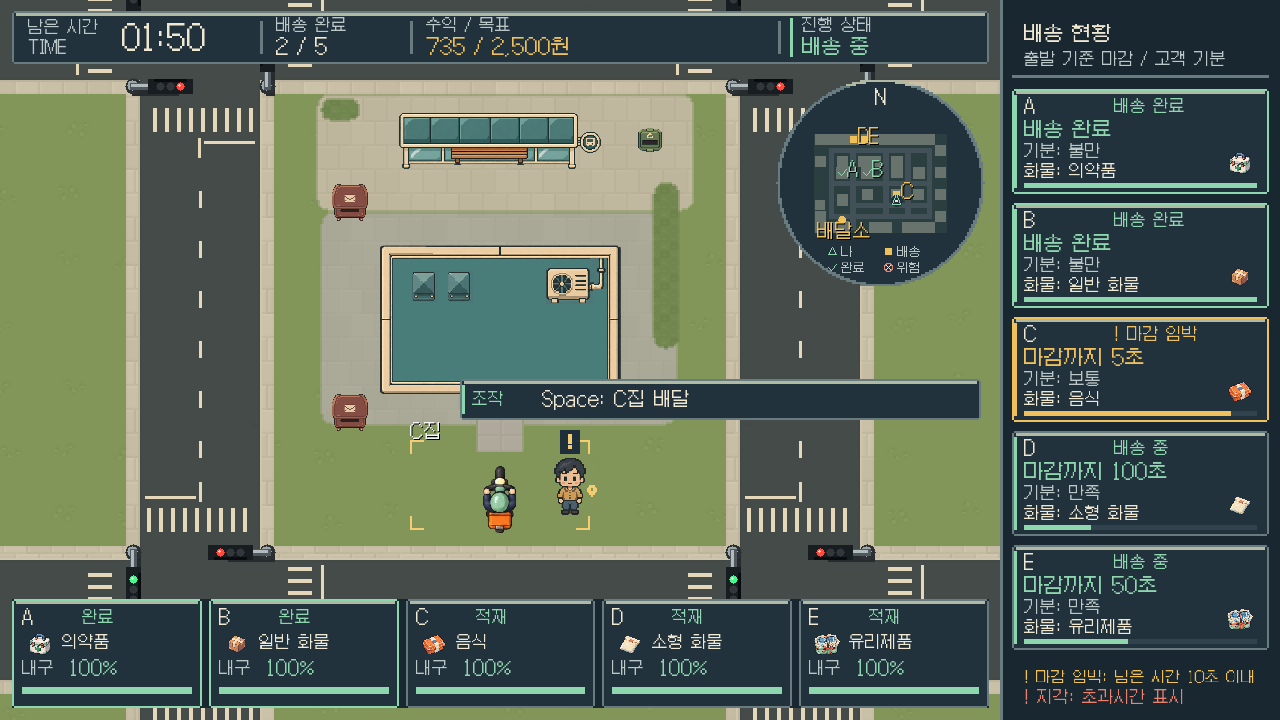 남은 시간
TIME
01:50
배송 완료
2 / 5
수익 / 목표
735 / 2,500원
진행 상태
배송 중
N
DE
A B
C
배달소
나
배송
완료
위험
조작 Space: C집 배달
C집
!
배송 현황
출발 기준 마감 / 고객 기분
A 배송 완료
배송 완료
기분: 불만
화물: 의약품
B 배송 완료
배송 완료
기분: 불만
화물: 일반 화물
C ! 마감 임박
마감까지 5초
기분: 보통
화물: 음식
D 배송 중
마감까지 100초
기분: 만족
화물: 소형 화물
E 배송 중
마감까지 50초
기분: 만족
화물: 유리제품
! 마감 임박: 남은 시간 10초 이내
! 지각: 초과시간 표시
A 완료
의약품
내구 100%
B 완료
일반 화물
내구 100%
C 적재
음식
내구 100%
D 적재
소형 화물
내구 100%
E 적재
유리제품
내구 100%